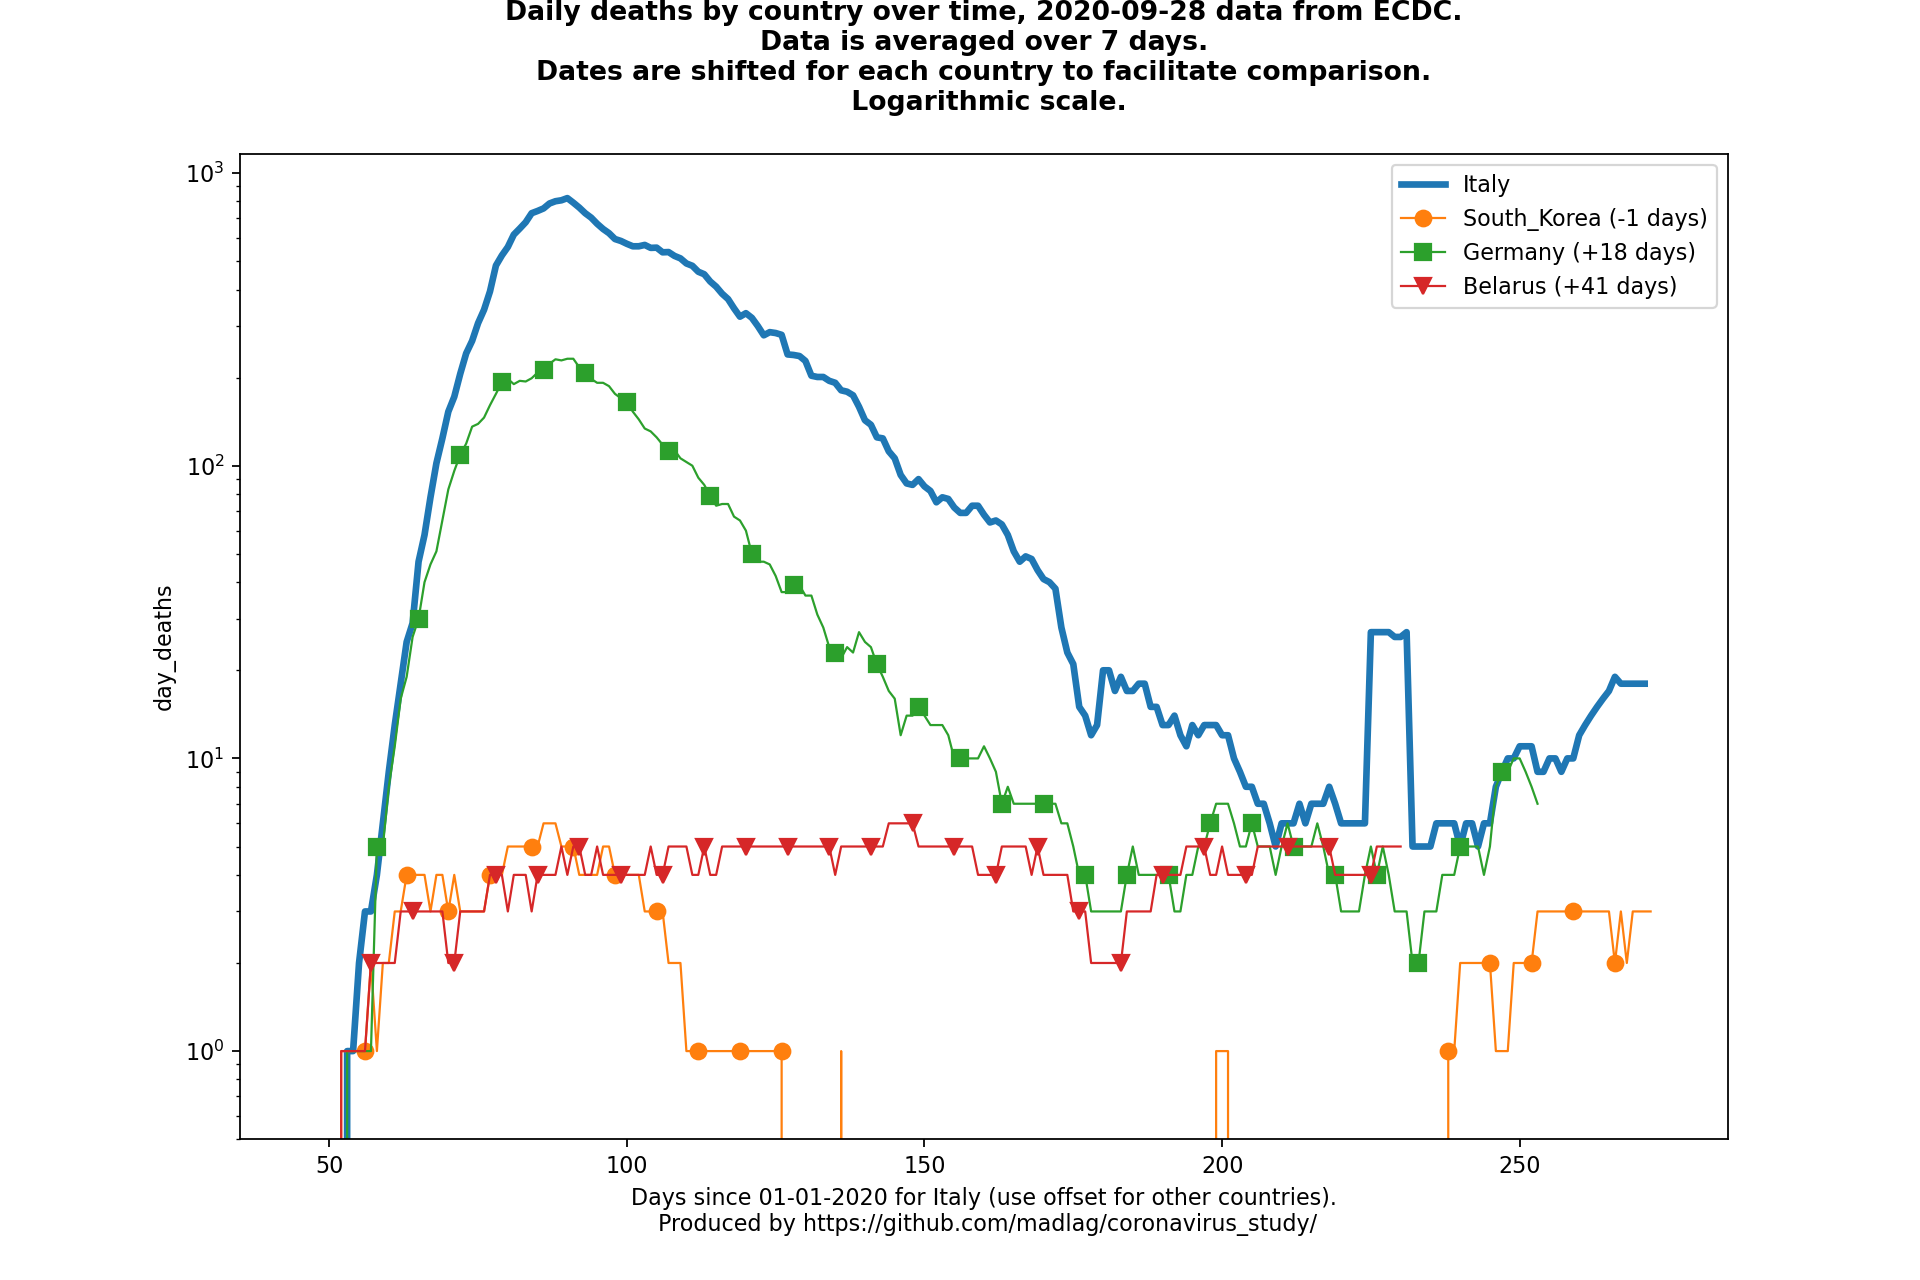 Daily deaths by country over time, 2020-09-28 data from ECDC.
Data is averaged over 7 days.
Dates are shifted for each country to facilitate comparison.
Logarithmic scale.
10³
10²
10¹
10⁰
day_deaths
Italy
South_Korea (-1 days)
Germany (+18 days)
Belarus (+41 days)
50 100 150 200 250
Days since 01-01-2020 for Italy (use offset for other countries).
Produced by https://github.com/madlag/coronavirus_study/